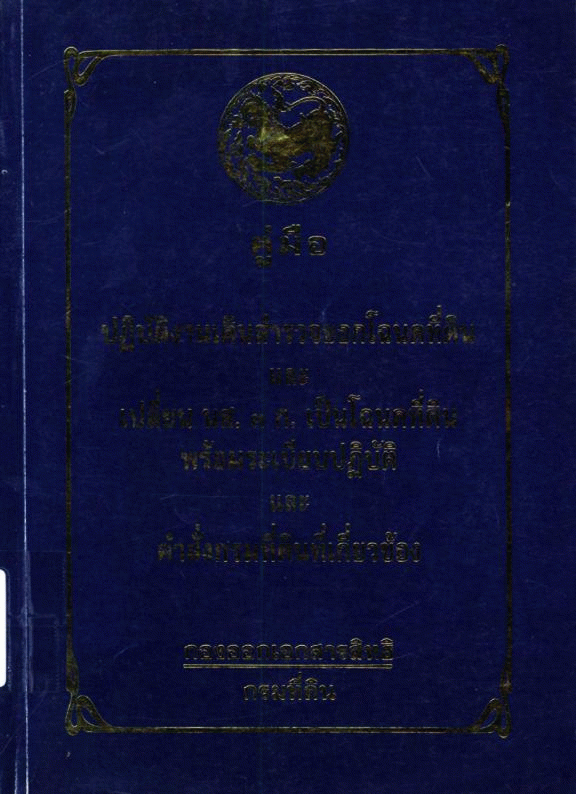 คู่มือ
ปฏิบัติงานเดินสำรวจออกโฉนดที่ดิน
และ
เปลี่ยน นส. ๓ ก. เป็นโฉนดที่ดิน
พร้อมระเบียบปฏิบัติ
และ
คำสั่งกรมที่ดินที่เกี่ยวข้อง
กองออกเอกสารสิทธิ
กรมที่ดิน